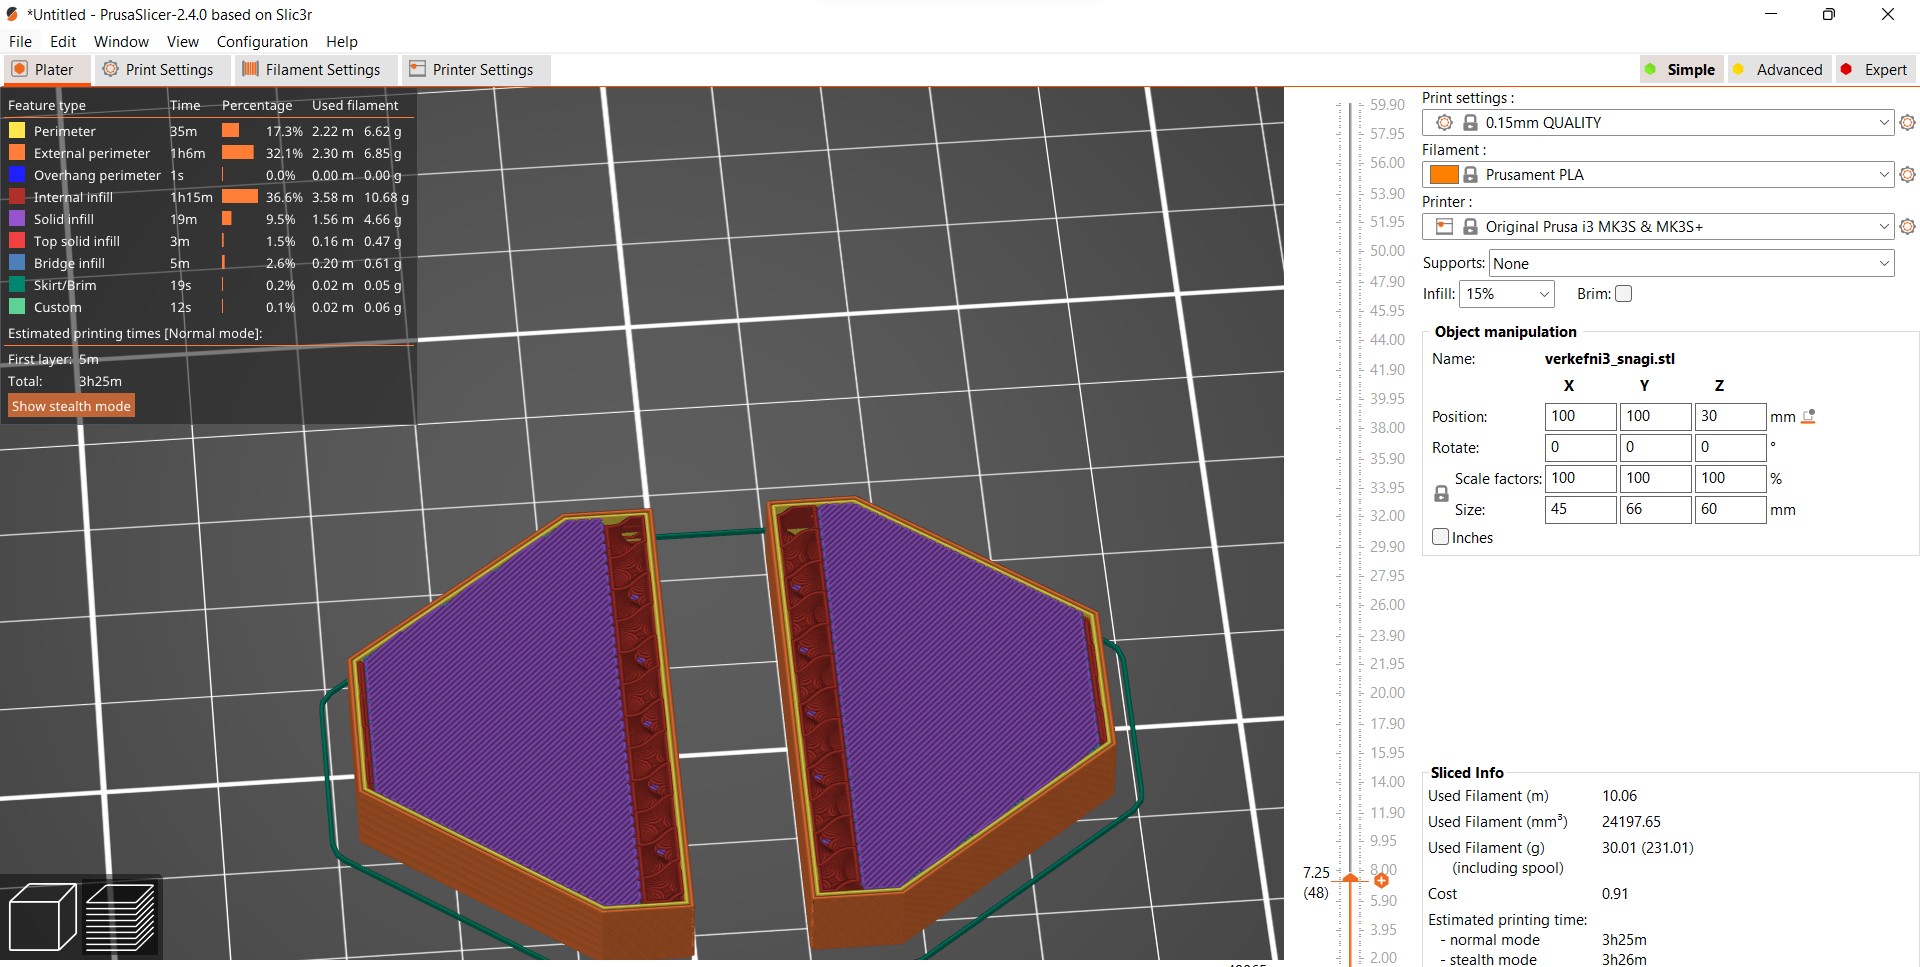 *Untitled - PrusaSlicer-2.4.0 based on Slic3r
File Edit Window View Configuration Help
Plater Print Settings Filament Settings Printer Settings Simple Advanced Expert
Feature type Time Percentage Used filament
Perimeter 35m 17.3% 2.22 m 6.62 g
External perimeter 1h6m 32.1% 2.30 m 6.85 g
Overhang perimeter 1s 0.0% 0.00 m 0.00 g
Internal infill 1h15m 36.6% 3.58 m 10.68 g
Solid infill 19m 9.5% 1.56 m 4.66 g
Top solid infill 3m 1.5% 0.16 m 0.47 g
Bridge infill 5m 2.6% 0.20 m 0.61 g
Skirt/Brim 19s 0.2% 0.02 m 0.05 g
Custom 12s 0.1% 0.02 m 0.06 g
Estimated printing times [Normal mode]:
First layer: 5m
Total: 3h25m
Show stealth mode
59.90
57.95
56.00
53.90
51.95
50.00
47.90
45.95
44.00
41.90
39.95
38.00
35.90
33.95
32.00
29.90
27.95
26.00
23.90
21.95
20.00
17.90
15.95
14.00
11.90
9.95
8.00
5.90
3.95
2.00
7.25
(48)
Print settings :
0.15mm QUALITY
Filament :
Prusament PLA
Printer :
Original Prusa i3 MK3S & MK3S+
Supports: None
Infill: 15% Brim:
Object manipulation
Name: verkefni3_snagi.stl
X Y Z
Position: 100 100 30 mm
Rotate: 0 0 0 °
Scale factors: 100 100 100 %
Size: 45 66 60 mm
Inches
Sliced Info
Used Filament (m) 10.06
Used Filament (mm³) 24197.65
Used Filament (g) 30.01 (231.01)
(including spool)
Cost 0.91
Estimated printing time:
- normal mode 3h25m
- stealth mode 3h26m